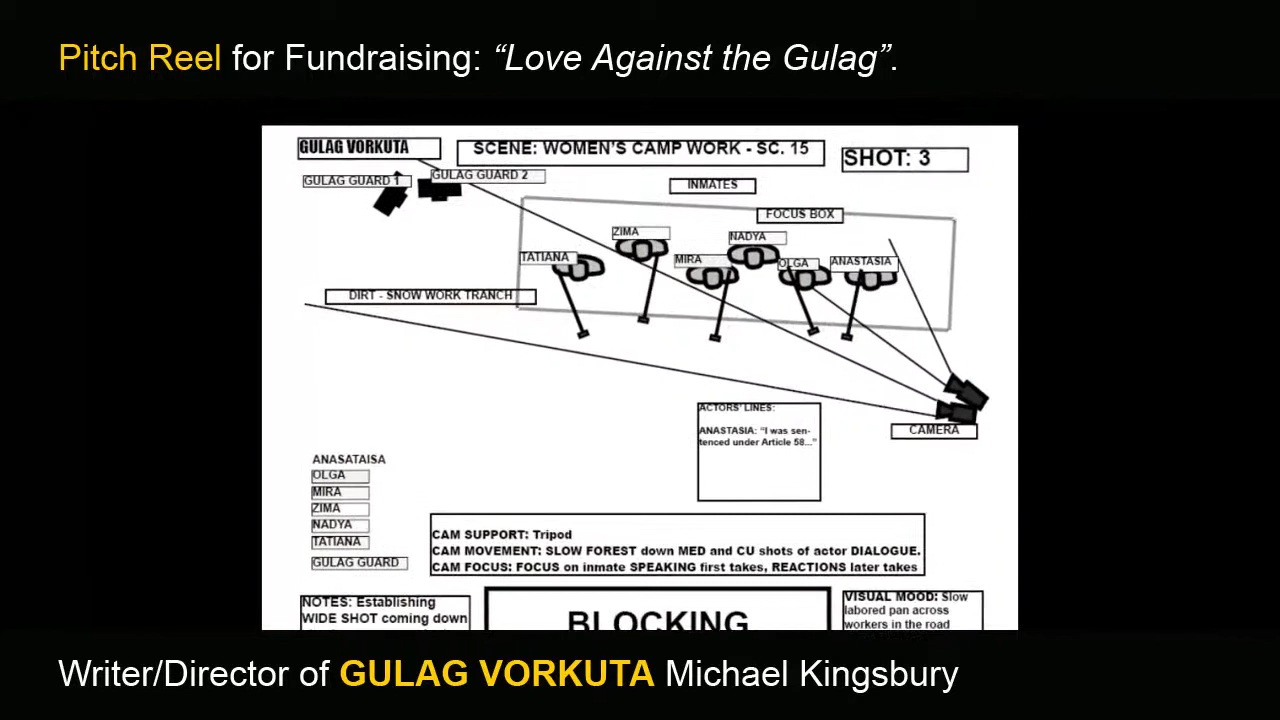 Pitch Reel for Fundraising: “Love Against the Gulag”.
GULAG VORKUTA
SCENE: WOMEN’S CAMP WORK - SC. 15
SHOT: 3
GULAG GUARD 1
GULAG GUARD 2
INMATES
FOCUS BOX
ZIMA
NADYA
TATIANA
MIRA
OLGA
ANASTASIA
DIRT - SNOW WORK TRANCH
CAMERA
ACTORS’ LINES:
ANASTASIA: “I was sen-
tenced under Article 58...”
ANASATAISA
OLGA
MIRA
ZIMA
NADYA
TATIANA
GULAG GUARD
CAM SUPPORT: Tripod
CAM MOVEMENT: SLOW FOREST down MED and CU shots of actor DIALOGUE.
CAM FOCUS: FOCUS on inmate SPEAKING first takes, REACTIONS later takes
NOTES: Establishing
WIDE SHOT coming down
BLOCKING
VISUAL MOOD: Slow
labored pan across
workers in the road
Writer/Director of GULAG VORKUTA Michael Kingsbury